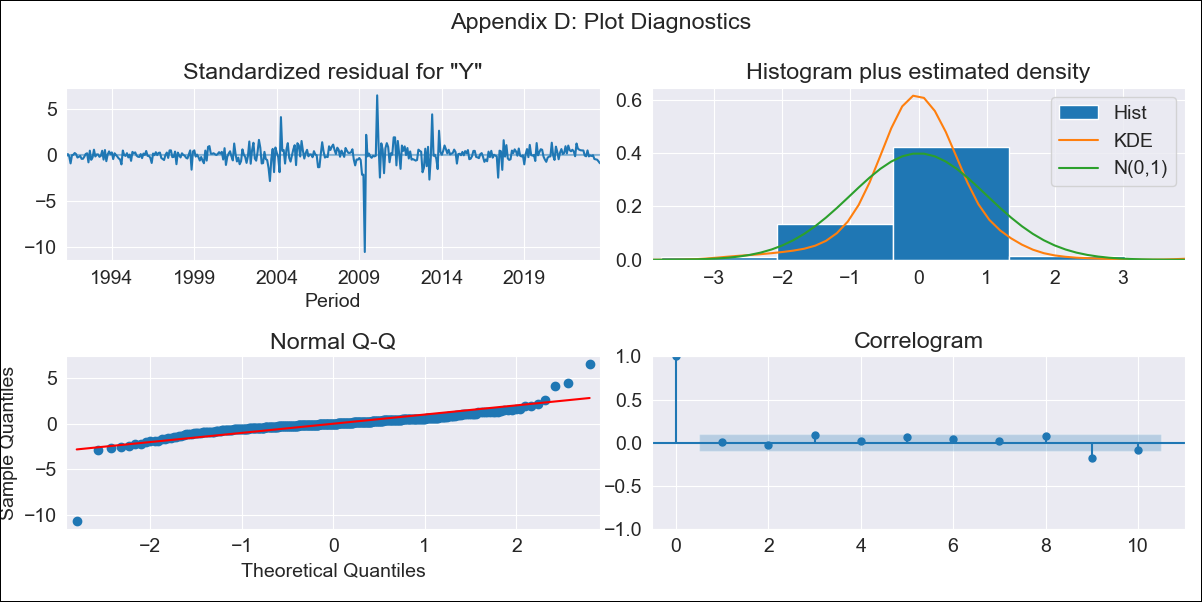 Appendix D: Plot Diagnostics
Standardized residual for "Y"
5
0
−5
−10
1994 1999 2004 2009 2014 2019
Period
Histogram plus estimated density
0.6
0.4
0.2
0.0
Hist
KDE
N(0,1)
−3 −2 −1 0 1 2 3
Normal Q-Q
Sample Quantiles
5
0
−5
−10
−2 −1 0 1 2
Theoretical Quantiles
Correlogram
1.0
0.5
0.0
−0.5
−1.0
0 2 4 6 8 10